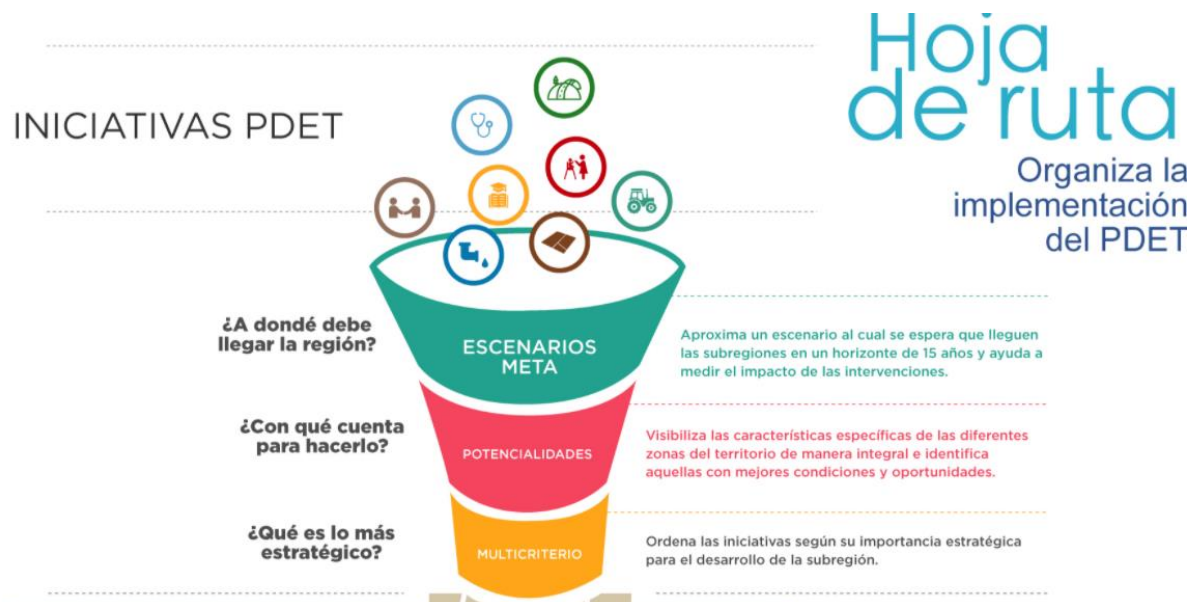 Hoja
de ruta
Organiza la
implementación
del PDET
INICIATIVAS PDET
¿A dondé debe
llegar la región?
ESCENARIOS
META
Aproxima un escenario al cual se espera que lleguen
las subregiones en un horizonte de 15 años y ayuda a
medir el impacto de las intervenciones.
¿Con qué cuenta
para hacerlo?
POTENCIALIDADES
Visibiliza las características específicas de las diferentes
zonas del territorio de manera integral e identifica
aquellas con mejores condiciones y oportunidades.
¿Qué es lo más
estratégico?
MULTICRITERIO
Ordena las iniciativas según su importancia estratégica
para el desarrollo de la subregión.